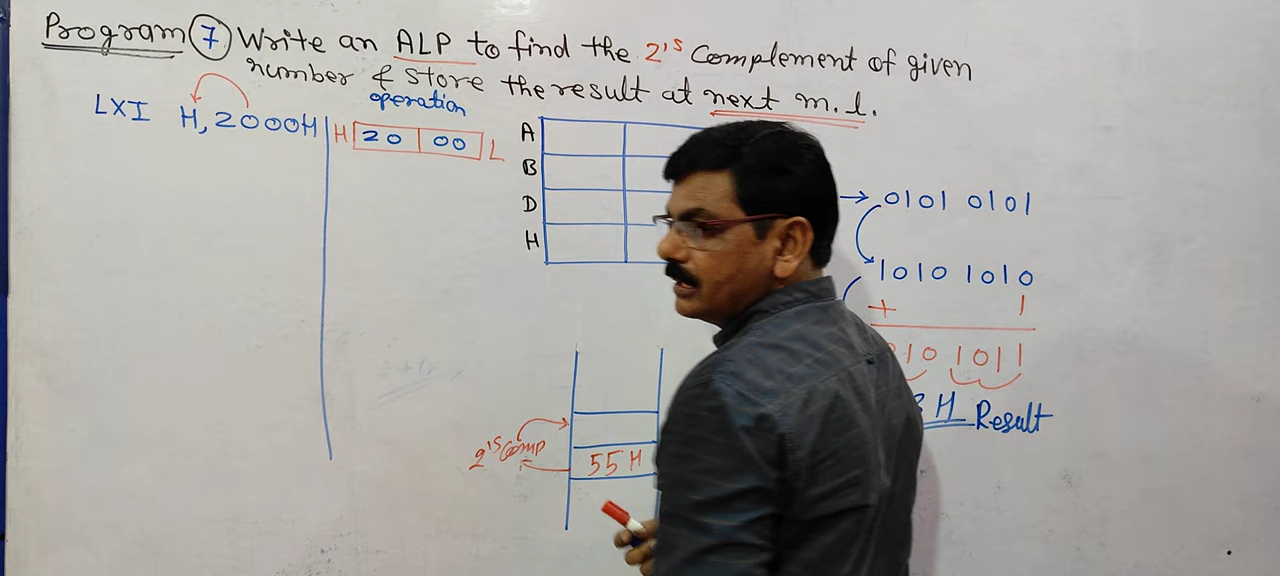 Program 7 Write an ALP to find the 2's Complement of given
number & store the result at next m.l.
operation
LXI H, 2000H
H 20 00 L
A
B
D
H
→ 0101 0101
1010 1010
+ 1
10 1011
H Result
2's Comp
55 H